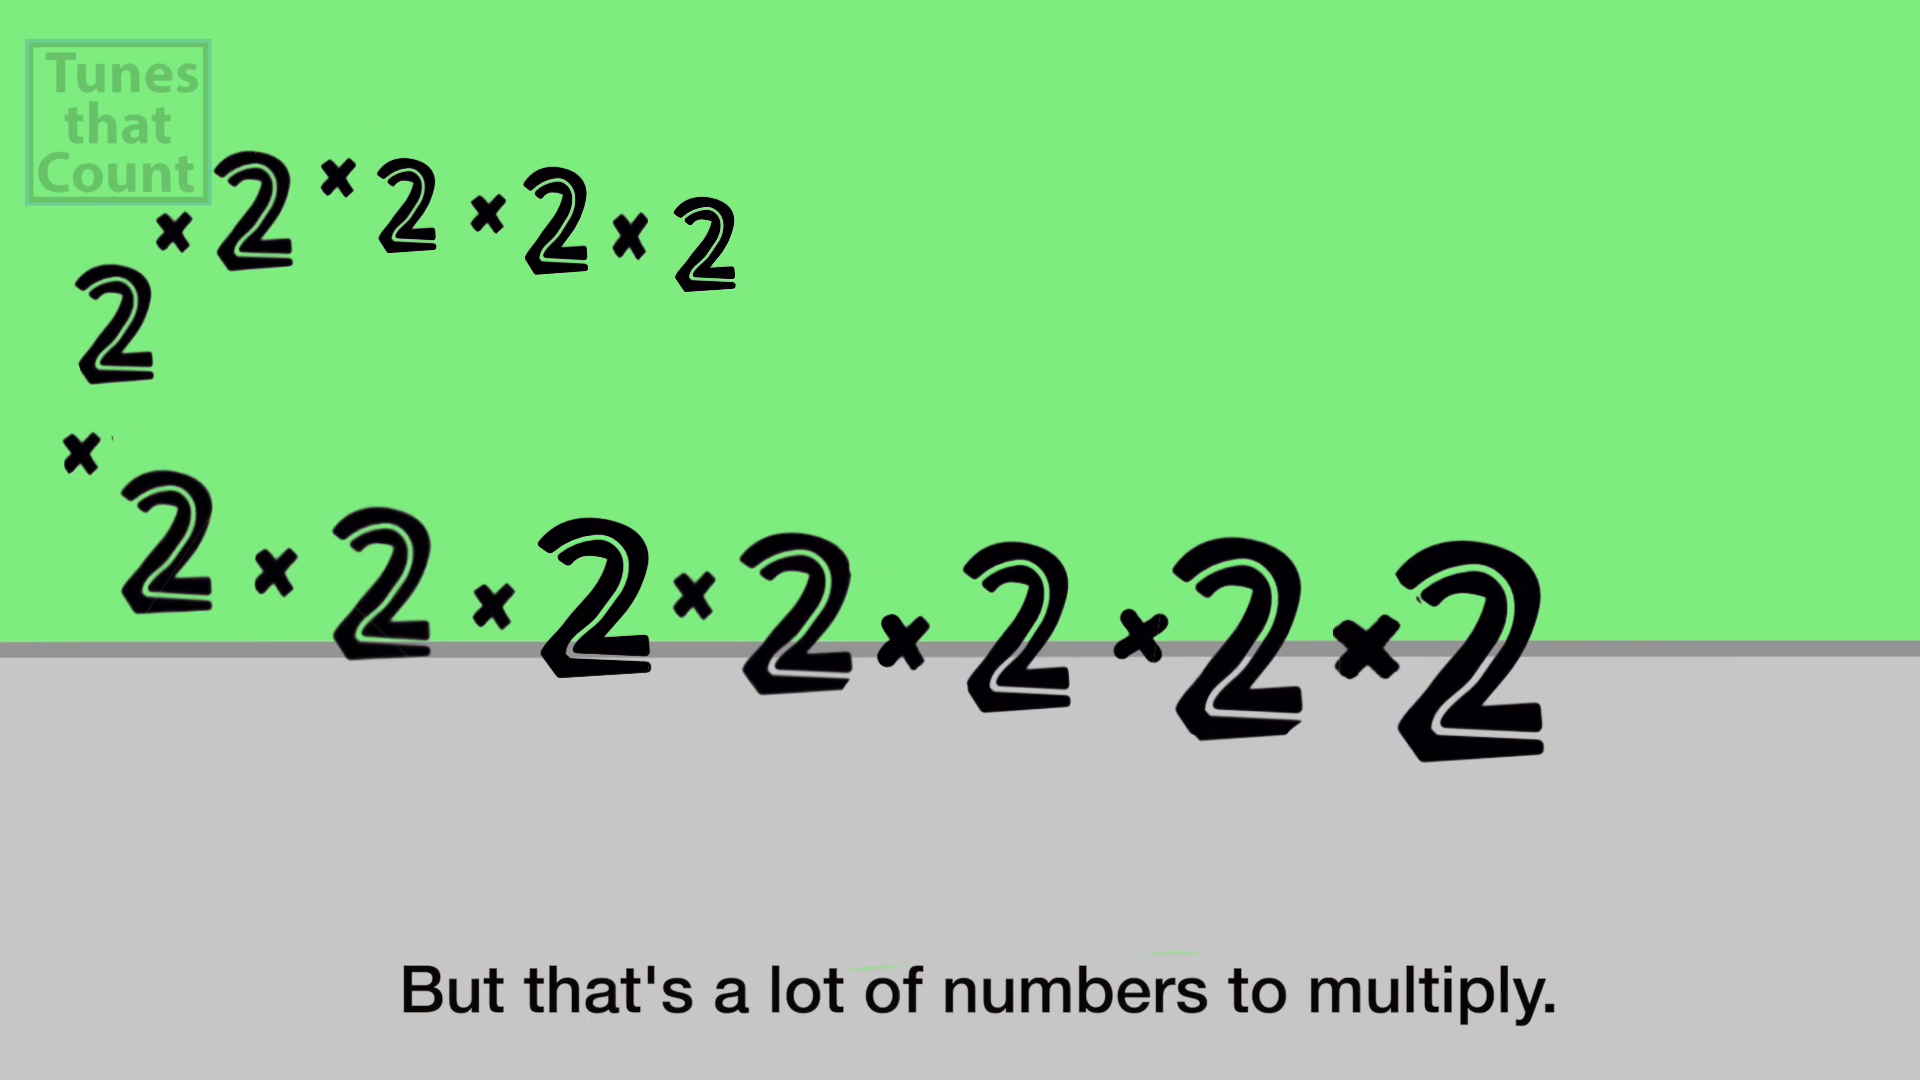 Tunes
that
Count
2 × 2 × 2 × 2 × 2
× 2 × 2 × 2 × 2 × 2 × 2 × 2
But that's a lot of numbers to multiply.